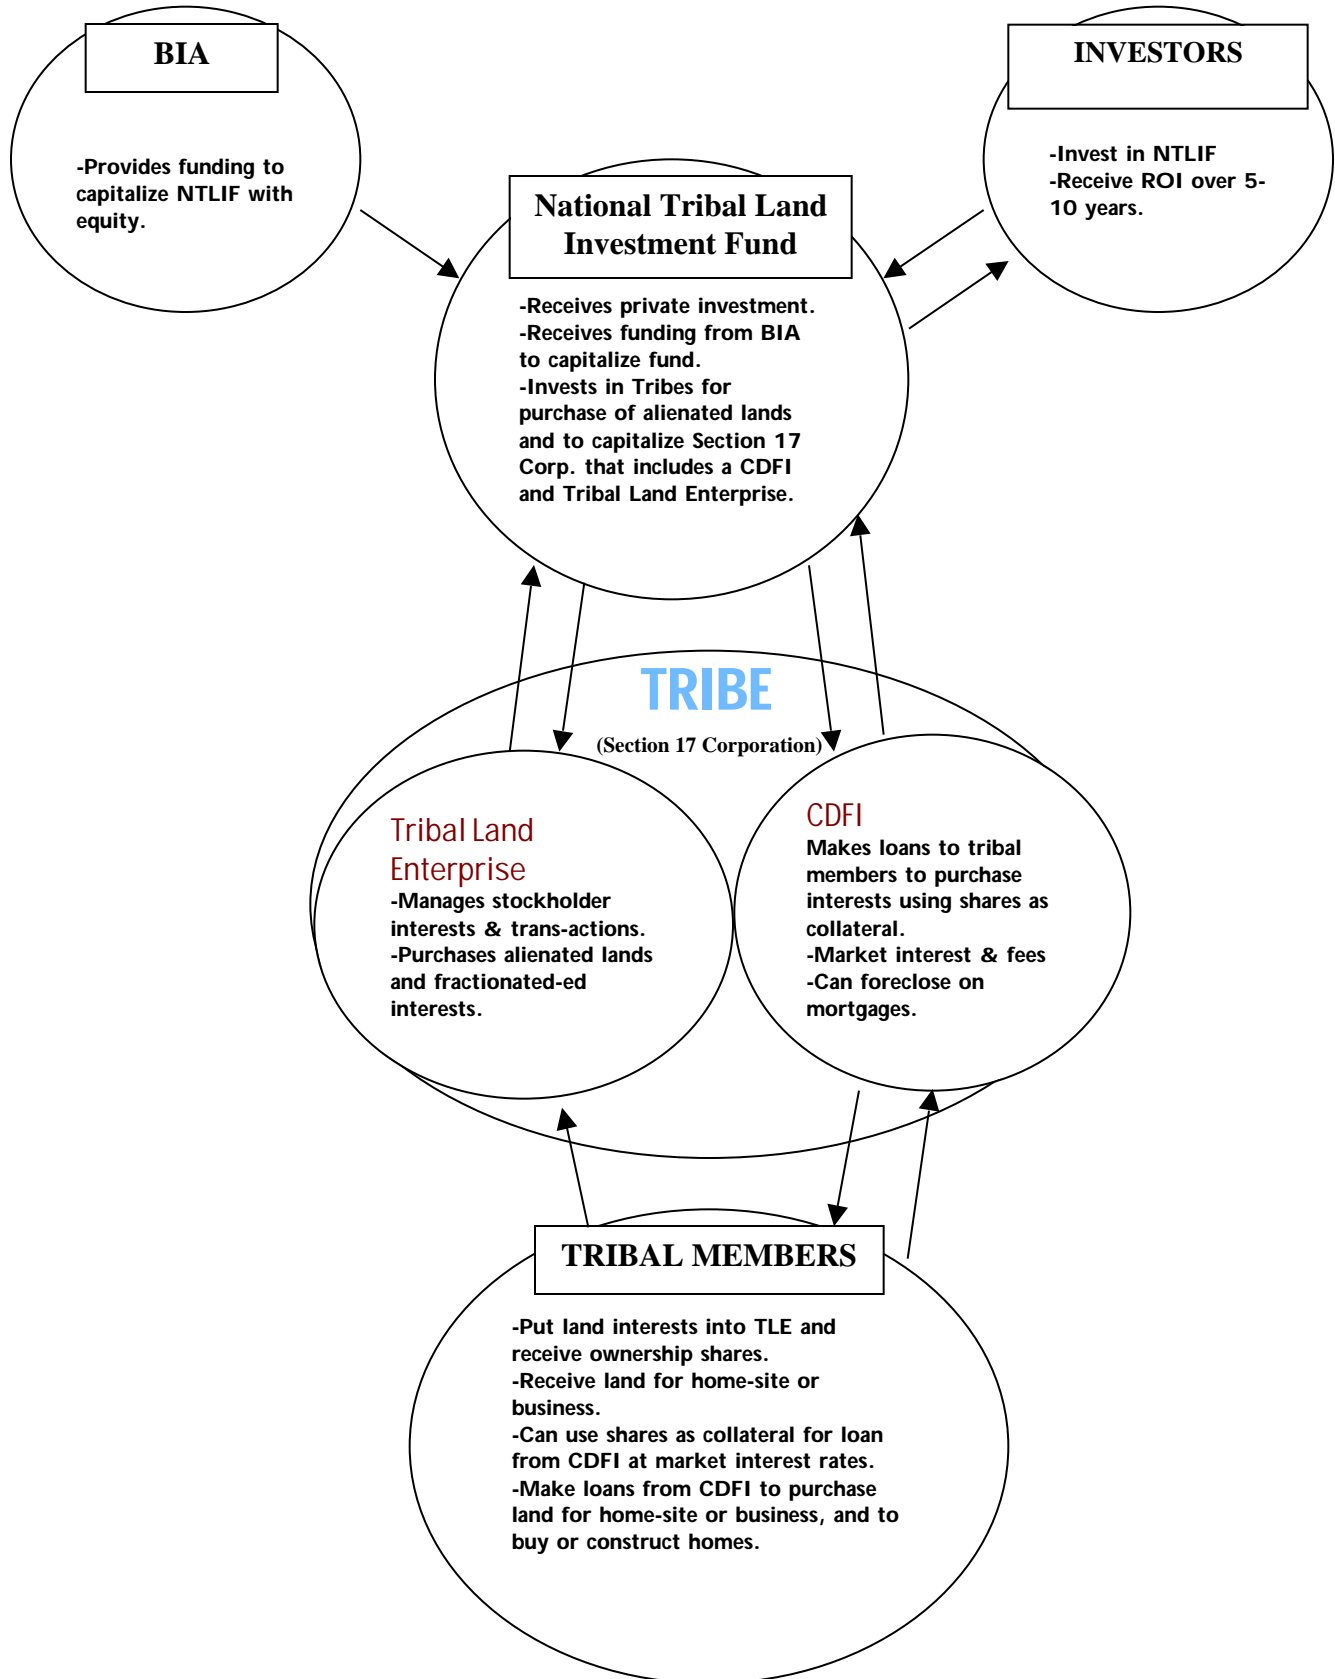 BIA
-Provides funding to
capitalize NTLIF with
equity.
INVESTORS
-Invest in NTLIF
-Receive ROI over 5-
10 years.
National Tribal Land
Investment Fund
-Receives private investment.
-Receives funding from BIA
to capitalize fund.
-Invests in Tribes for
purchase of alienated lands
and to capitalize Section 17
Corp. that includes a CDFI
and Tribal Land Enterprise.
TRIBE
(Section 17 Corporation)
Tribal Land
Enterprise
-Manages stockholder
interests & trans-actions.
-Purchases alienated lands
and fractionated-ed
interests.
CDFI
Makes loans to tribal
members to purchase
interests using shares as
collateral.
-Market interest & fees
-Can foreclose on
mortgages.
TRIBAL MEMBERS
-Put land interests into TLE and
receive ownership shares.
-Receive land for home-site or
business.
-Can use shares as collateral for loan
from CDFI at market interest rates.
-Make loans from CDFI to purchase
land for home-site or business, and to
buy or construct homes.